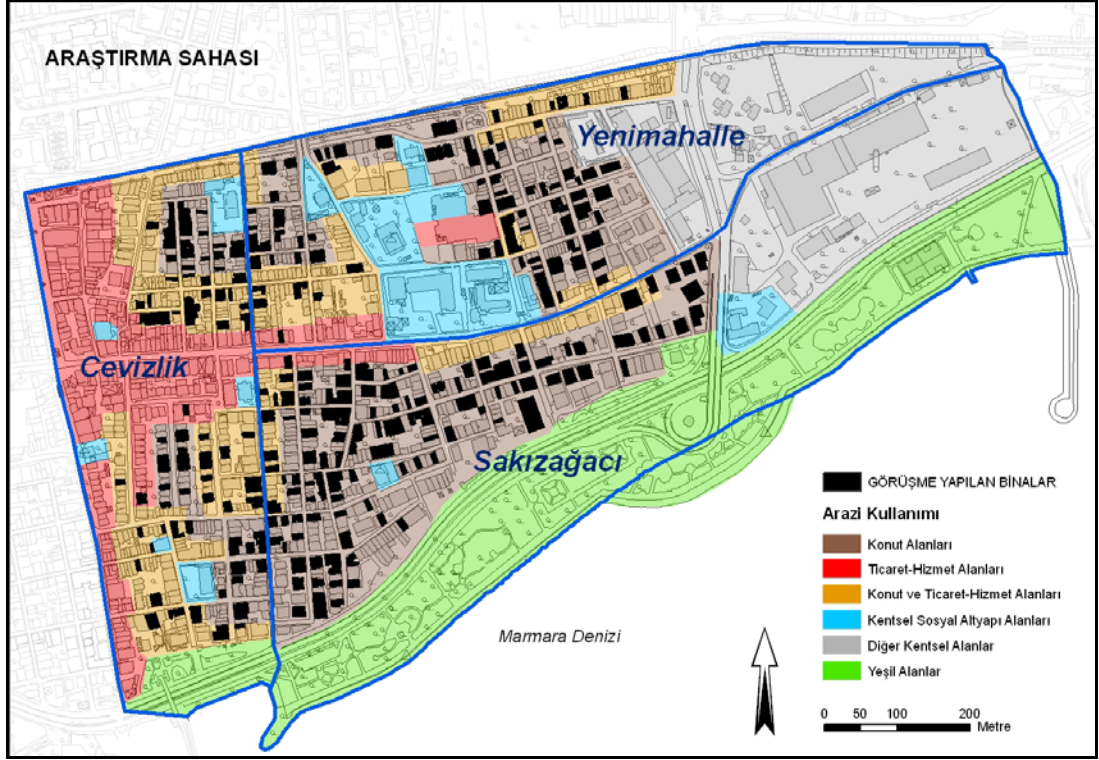 ARAŞTIRMA SAHASI
Yenimahalle
Cevizlik
Sakızağacı
GÖRÜŞME YAPILAN BİNALAR
Arazi Kullanımı
Konut Alanları
Ticaret-Hizmet Alanları
Konut ve Ticaret-Hizmet Alanları
Kentsel Sosyal Altyapı Alanları
Marmara Denizi
Diğer Kentsel Alanlar
Yeşil Alanlar
0 50 100 200
Metre